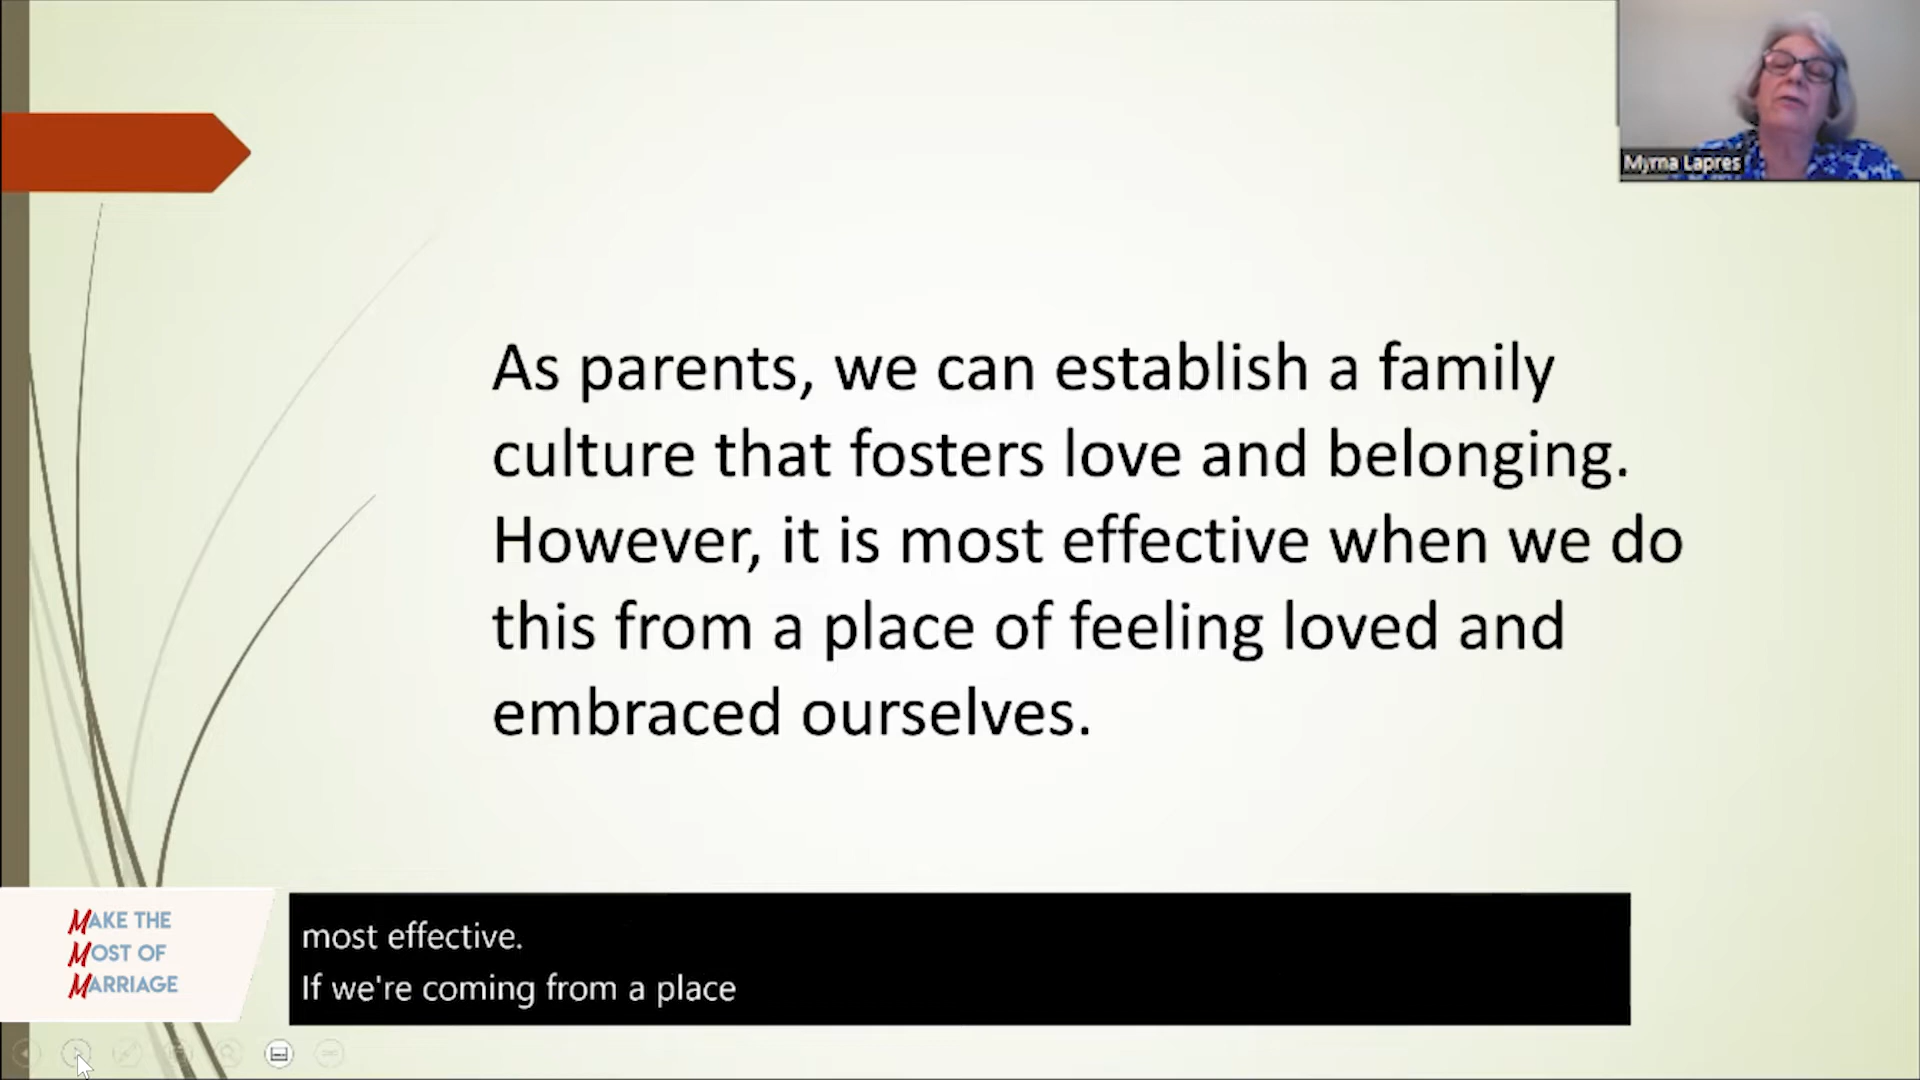 Myrna Lapres
As parents, we can establish a family
culture that fosters love and belonging.
However, it is most effective when we do
this from a place of feeling loved and
embraced ourselves.
MAKE THE
MOST OF
MARRIAGE
most effective.
If we're coming from a place